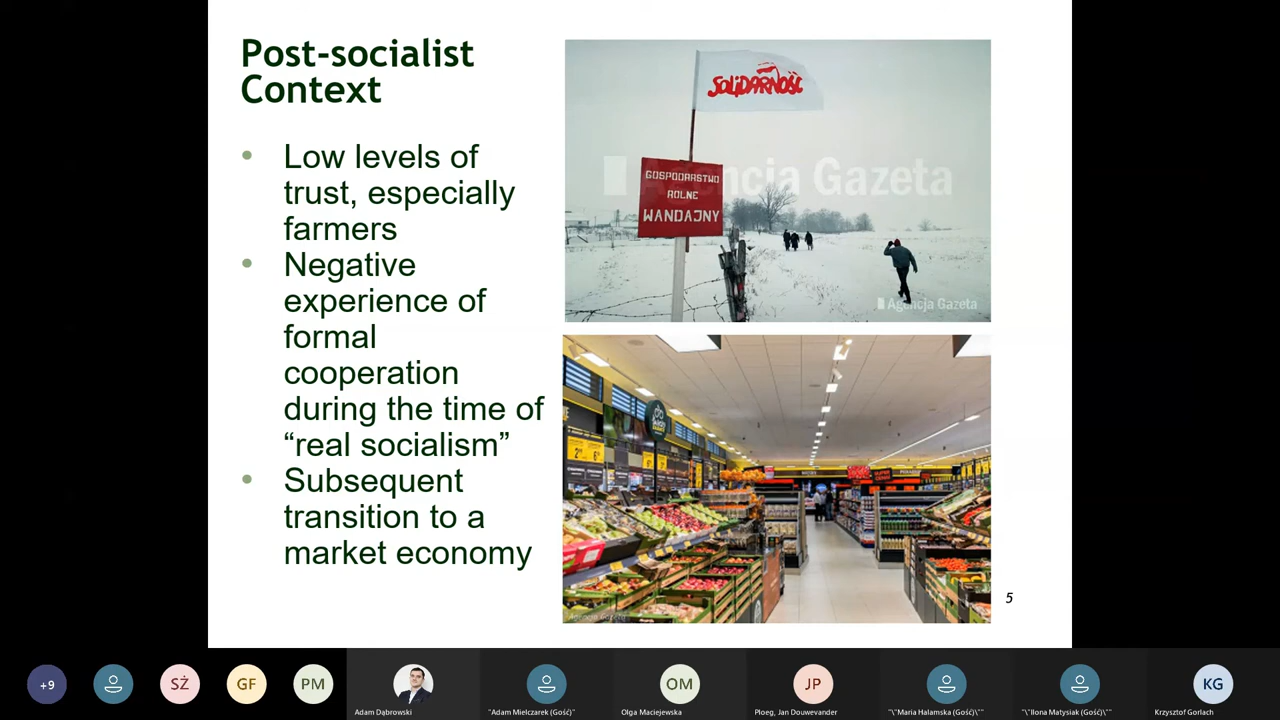 Post-socialist
Context
• Low levels of
trust, especially
farmers
• Negative
experience of
formal
cooperation
during the time of
“real socialism”
• Subsequent
transition to a
market economy
SOLIDARNOŚĆ
GOSPODARSTWO
ROLNE
WANDAJNY
Agencja Gazeta
Agencja Gazeta
Agencja Gazeta
5
+9
SŻ
GF
PM
OM
JP
KG
Adam Dąbrowski
"Adam Mielczarek (Gość)"
Olga Maciejewska
Ploeg, Jan Douwevander
"\"Maria Halamska (Gość)\""
"\"Ilona Matysiak (Gość)\""
Krzysztof Gorlach